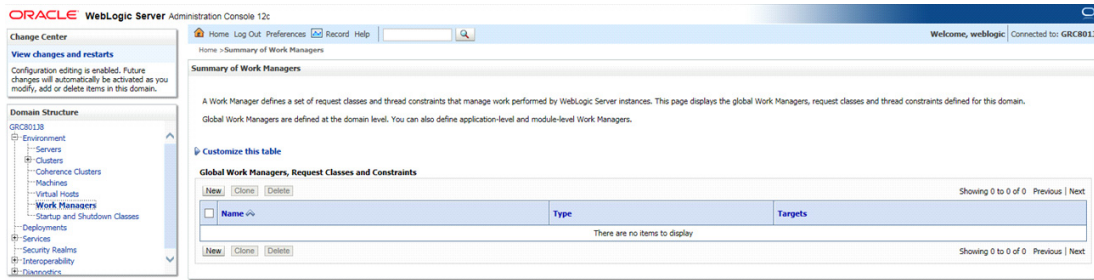 ORACLE WebLogic Server Administration Console 12c
Change Center
View changes and restarts
Configuration editing is enabled. Future
changes will automatically be activated as you
modify, add or delete items in this domain.
Domain Structure
GRC801J8
Environment
Servers
Clusters
Coherence Clusters
Machines
Virtual Hosts
Work Managers
Startup and Shutdown Classes
Deployments
Services
Security Realms
Interoperability
Diagnostics
Home Log Out Preferences Record Help
Welcome, weblogic Connected to: GRC801J
Home >Summary of Work Managers
Summary of Work Managers
A Work Manager defines a set of request classes and thread constraints that manage work performed by WebLogic Server instances. This page displays the global Work Managers, request classes and thread constraints defined for this domain.
Global Work Managers are defined at the domain level. You can also define application-level and module-level Work Managers.
Customize this table
Global Work Managers, Request Classes and Constraints
New Clone Delete Showing 0 to 0 of 0 Previous | Next
Name Type Targets
There are no items to display
New Clone Delete Showing 0 to 0 of 0 Previous | Next